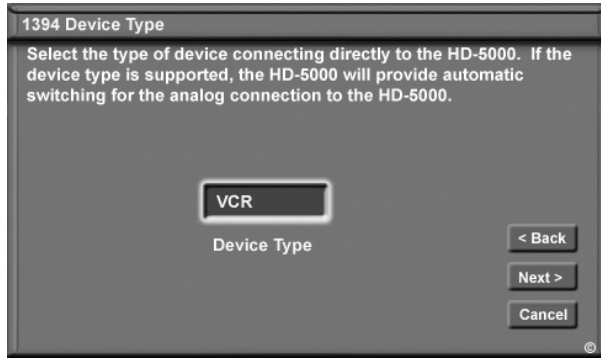 1394 Device Type
Select the type of device connecting directly to the HD-5000.  If the
device type is supported, the HD-5000 will provide automatic
switching for the analog connection to the HD-5000.
VCR
Device Type
< Back
Next >
Cancel
©